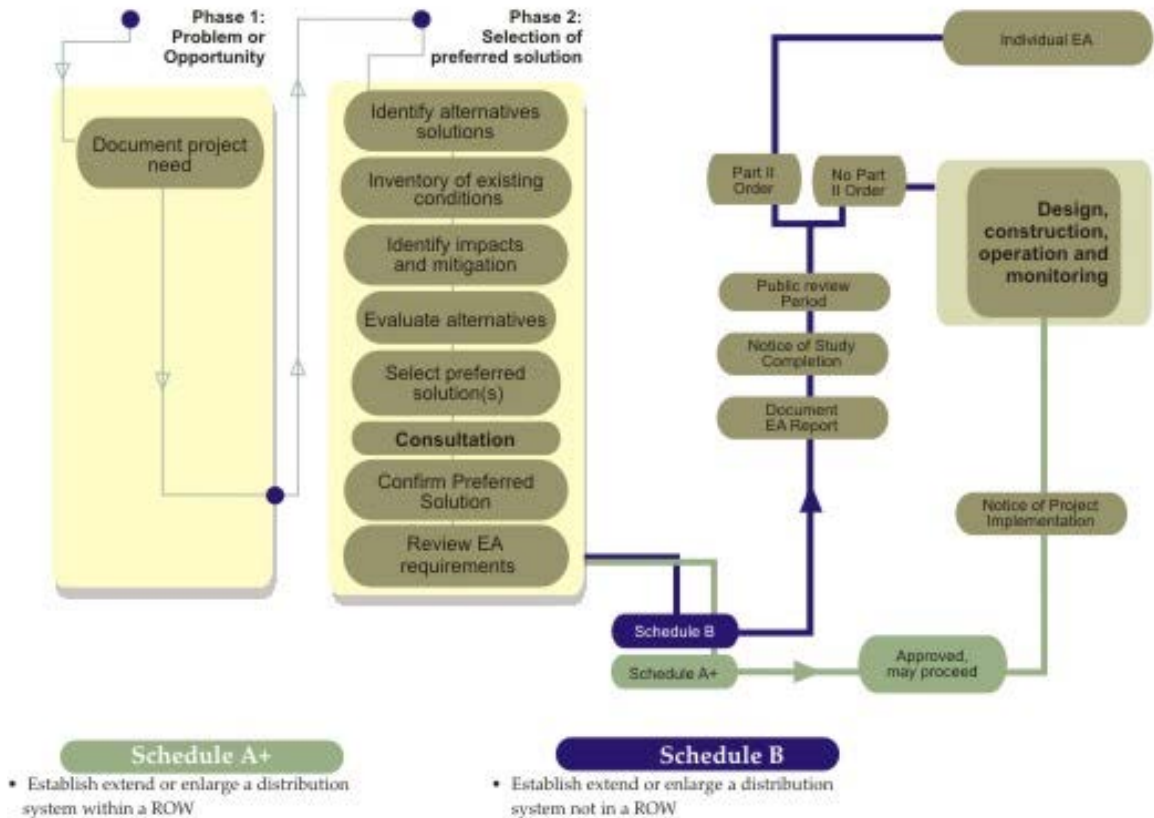 Phase 1:
Problem or
Opportunity
Document project
need
Phase 2:
Selection of
preferred solution
Identify alternatives
solutions
Inventory of existing
conditions
Identify impacts
and mitigation
Evaluate alternatives
Select preferred
solution(s)
Consultation
Confirm Preferred
Solution
Review EA
requirements
Individual EA
Part II
Order
No Part
II Order
Design,
construction,
operation and
monitoring
Public review
Period
Notice of Study
Completion
Document
EA Report
Notice of Project
Implementation
Schedule B
Schedule A+
Approved,
may proceed
Schedule A+
• Establish extend or enlarge a distribution
system within a ROW
Schedule B
• Establish extend or enlarge a distribution
system not in a ROW